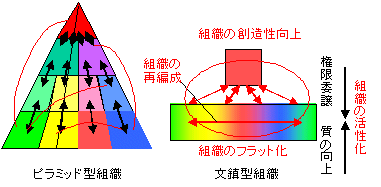 組織の創造性向上
組織の
再編成
組織のフラット化
ピラミッド型組織
文鎮型組織
権限委譲
質の向上
組織の活性化